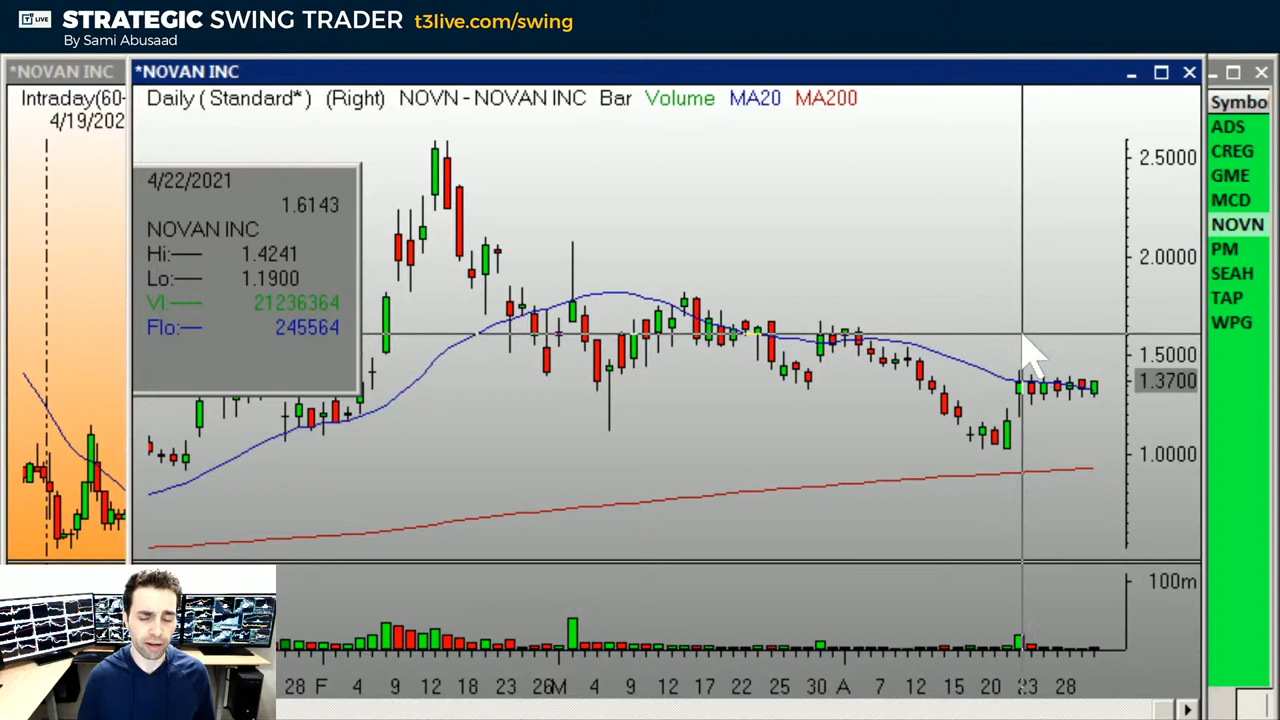 T3 LIVE STRATEGIC SWING TRADER t3live.com/swing
By Sami Abusaad
*NOVAN INC
*NOVAN INC
Symbo
Intraday(60-
4/19/202
Daily (Standard*) (Right) NOVN - NOVAN INC Bar Volume MA20 MA200
ADS
CREG
GME
MCD
NOVN
PM
SEAH
TAP
WPG
4/22/2021
1.6143
NOVAN INC
Hi: 1.4241
Lo: 1.1900
Vl: 21236364
Flo: 245564
2.5000
2.0000
1.5000
1.3700
1.0000
100m
28 F 4 9 12 18 23 26 M 4 9 12 17 22 25 30 A 7 12 15 20 23 28